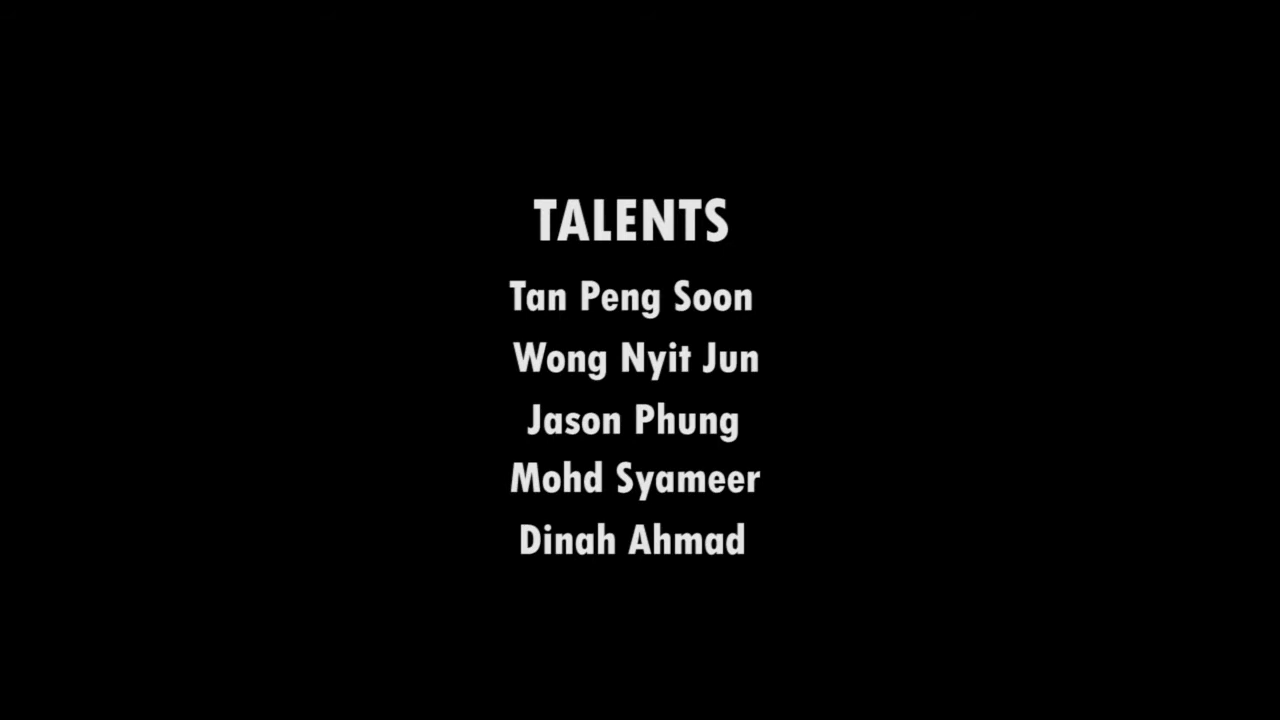 TALENTS
Tan Peng Soon
Wong Nyit Jun
Jason Phung
Mohd Syameer
Dinah Ahmad